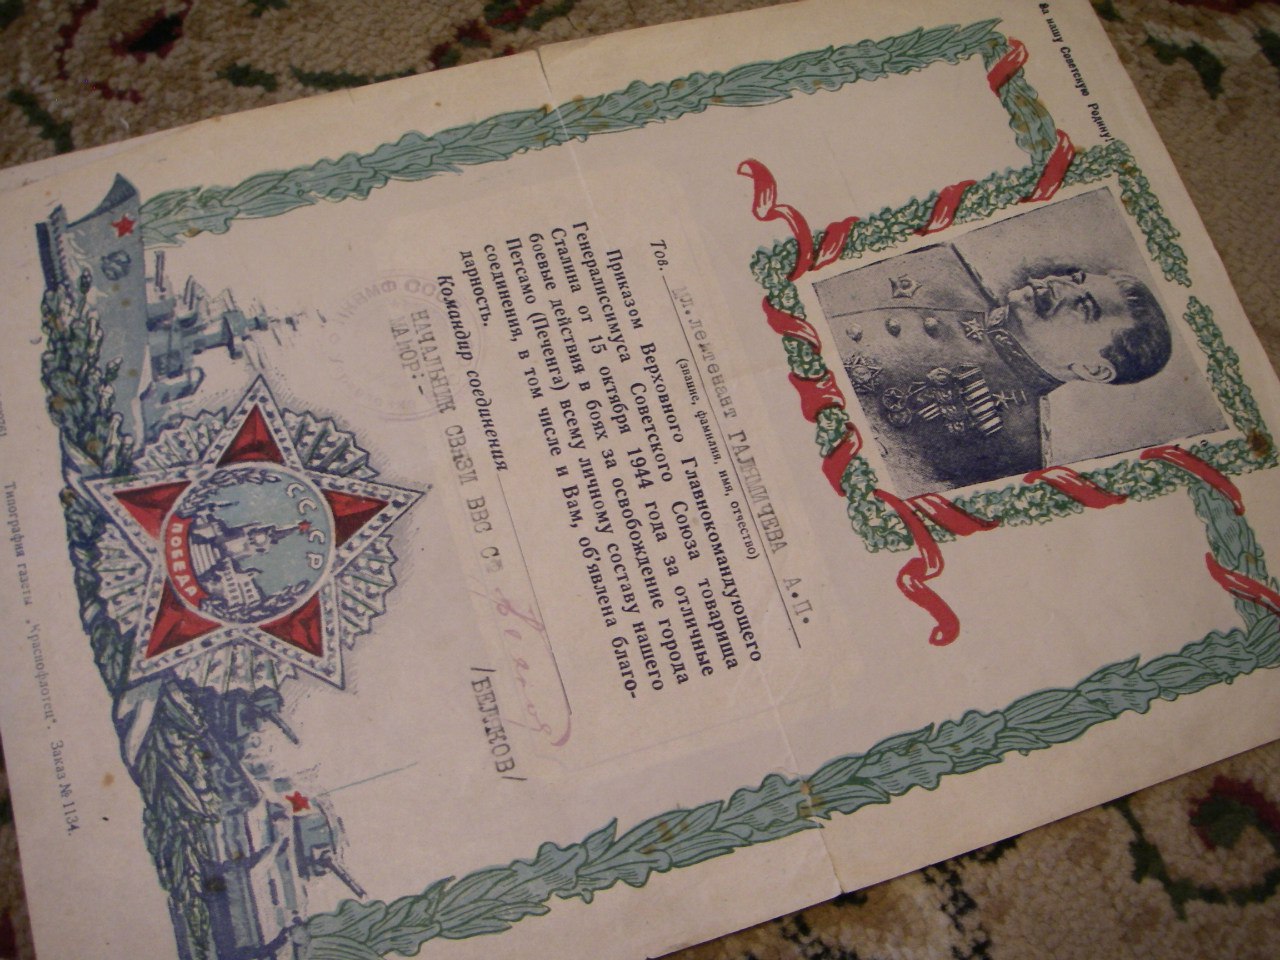 За нашу Советскую Родину!
Тов. мл. лейтенант ГАЛИМИЧЕВА А.П.
(звание, фамилия, имя, отчество)
Приказом Верховного Главнокомандующего
Генералиссимуса Советского Союза товарища
Сталина от 15 октября 1944 года за отличные
боевые действия в боях за освобождение города
Петсамо (Печенга) всему личному составу нашего
соединения, в том числе и Вам, об'явлена благо-
дарность.
Командир соединения
НАЧАЛЬНИК СВЯЗИ ВВС СФ
МАЙОР:
/БЕЛКОВ/
СССР
ПОБЕДА
Типография газеты „Краснофлотец". Заказ № 1134.